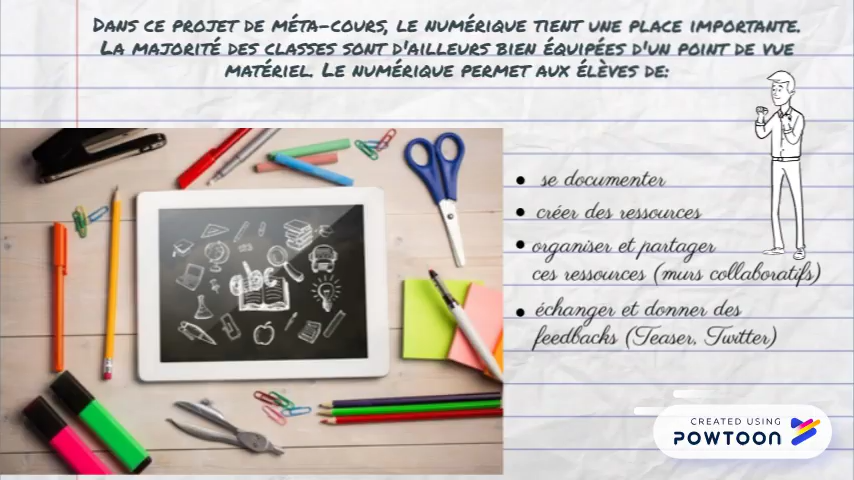 Dans ce projet de méta-cours, le numérique tient une place importante.
La majorité des classes sont d'ailleurs bien équipées d'un point de vue
matériel. Le numérique permet aux élèves de:
• se documenter
• créer des ressources
• organiser et partager
ces ressources (murs collaboratifs)
• échanger et donner des
feedbacks (Teaser, Twitter)
CREATED USING
POWTOON